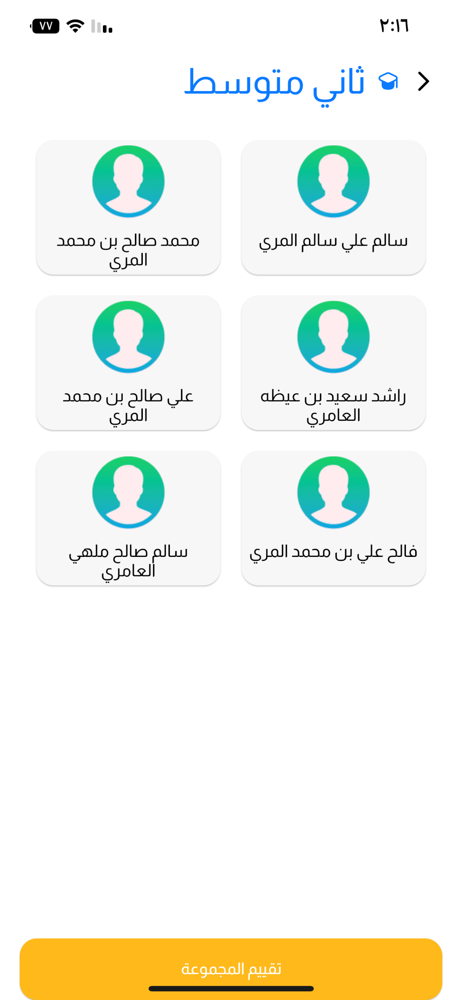 ٢:١٦
٧٧
ثاني متوسط
سالم علي سالم المري
محمد صالح بن محمد
المري
راشد سعيد بن عيظه
العامري
علي صالح بن محمد
المري
فالح علي بن محمد المري
سالم صالح ملهي
العامري
تقييم المجموعة